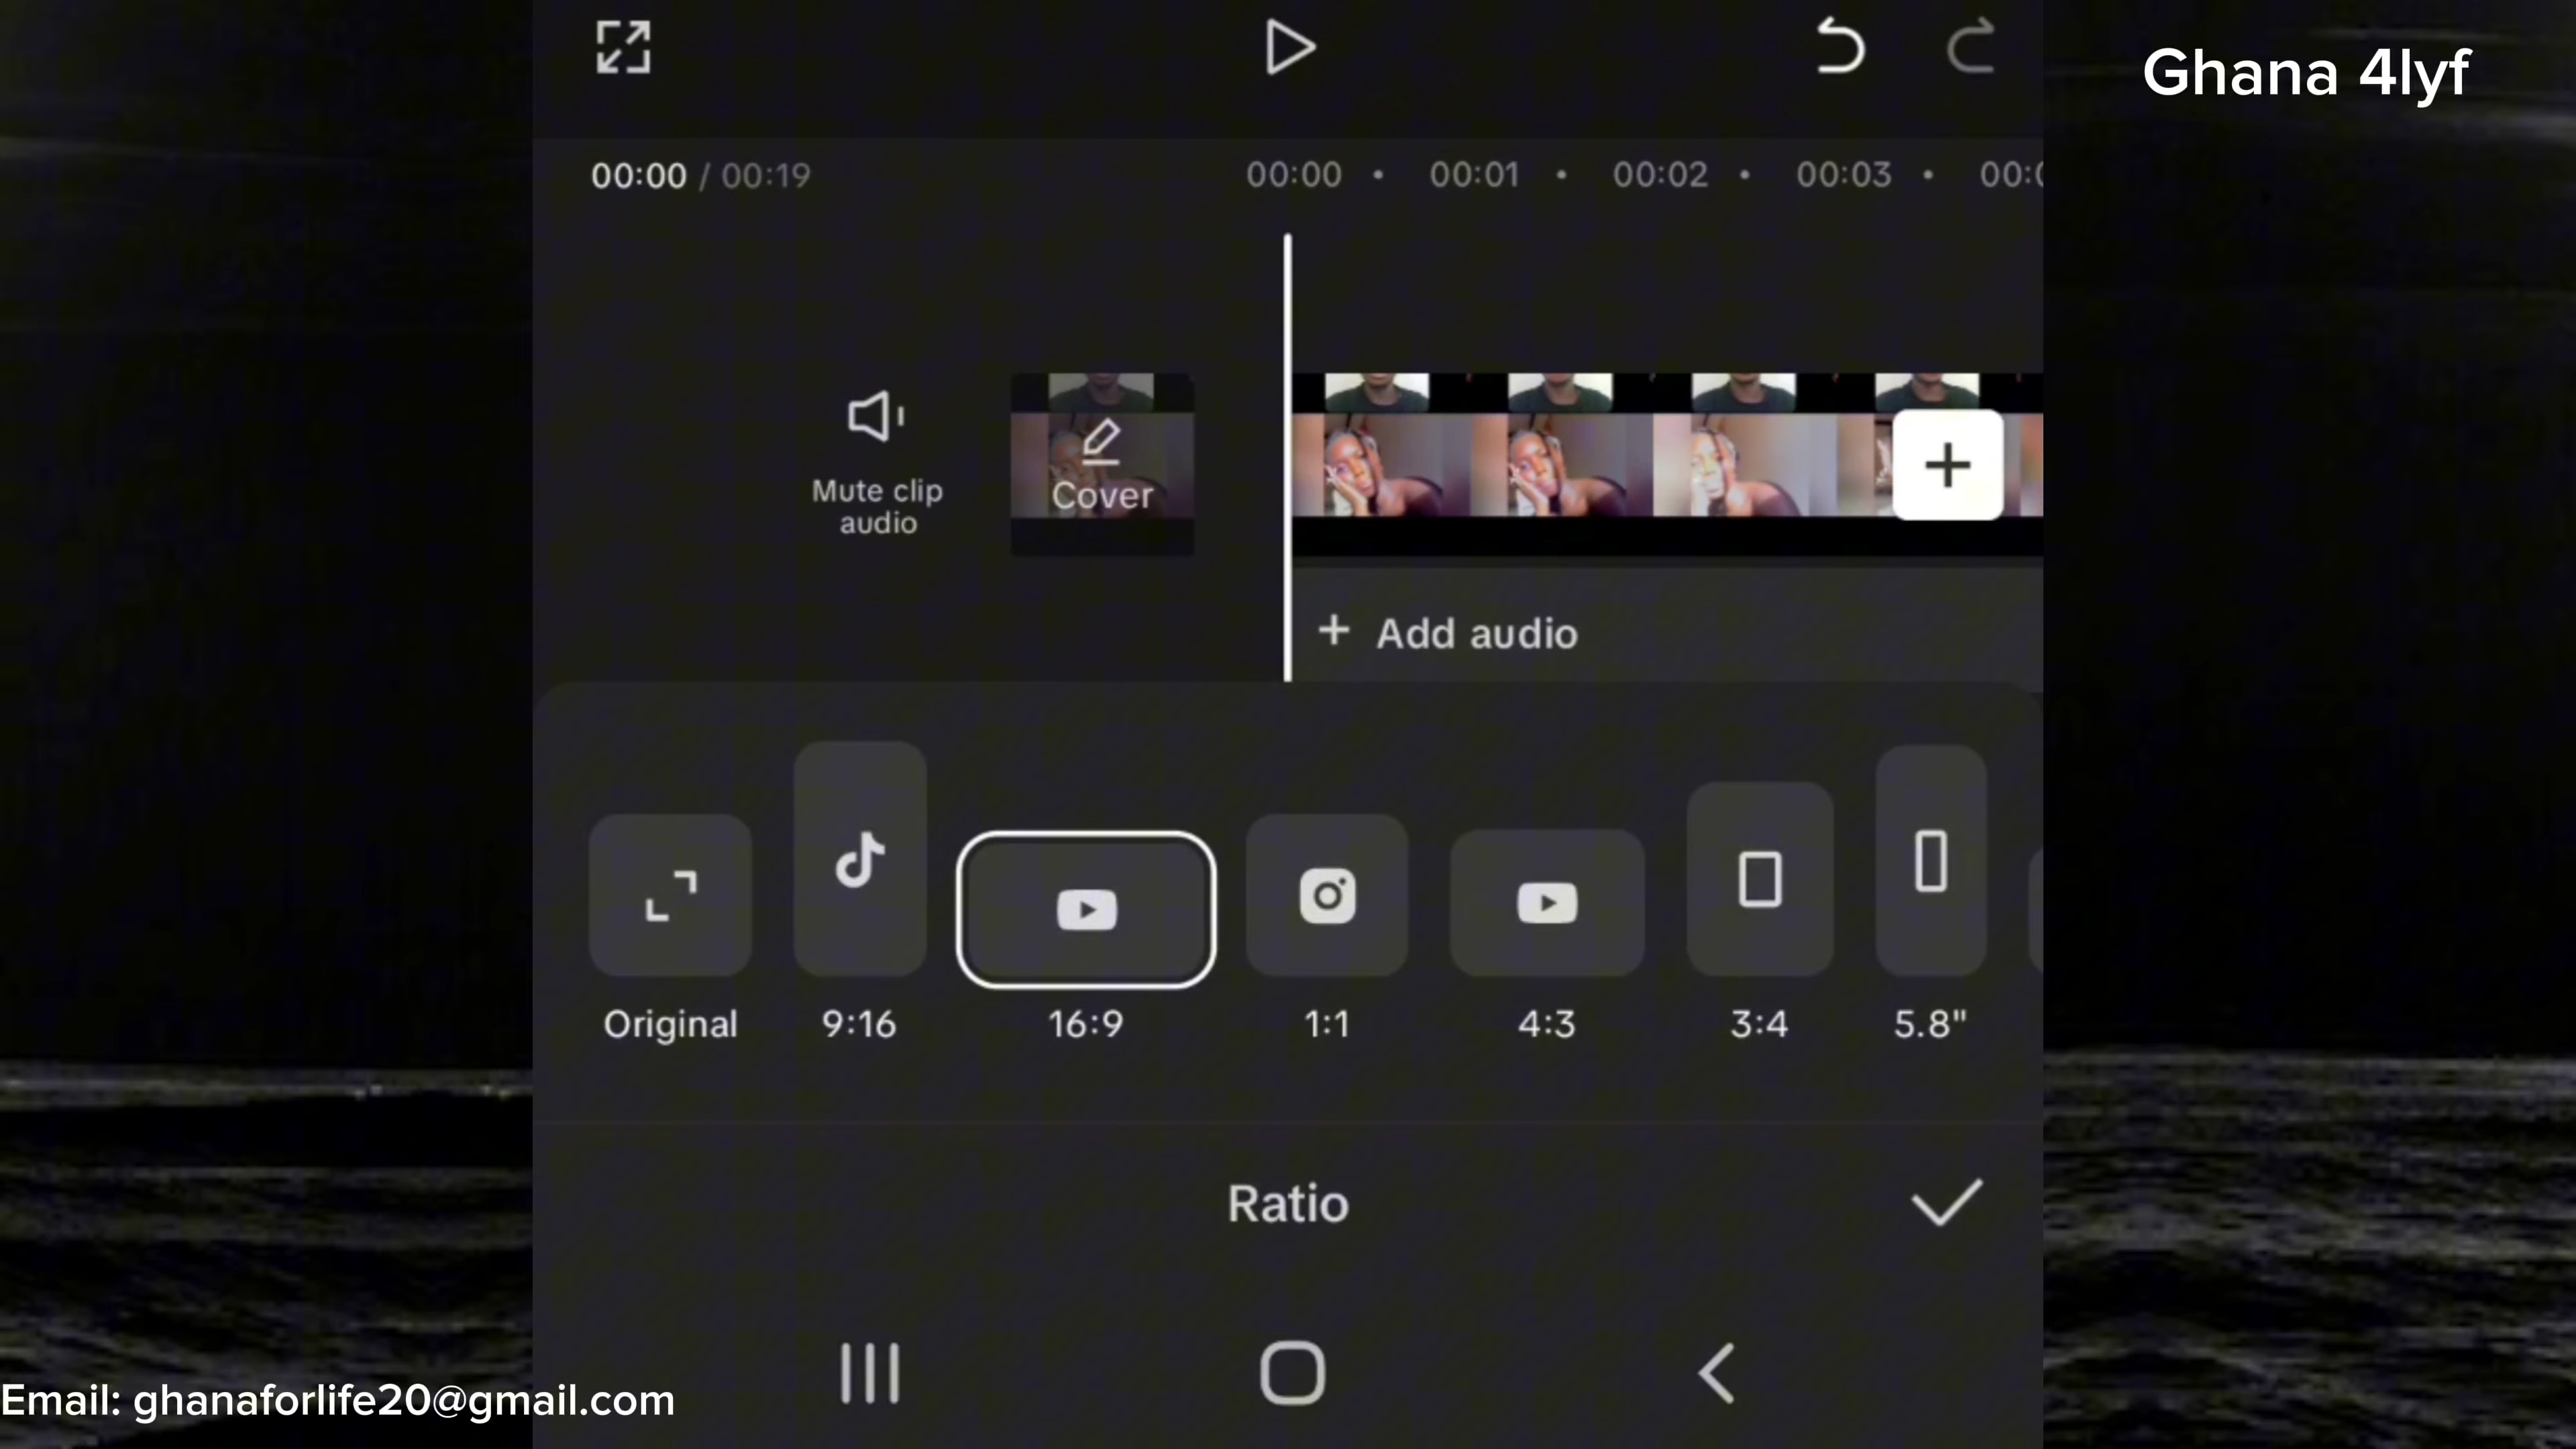 Ghana 4lyf
00:00 / 00:19
00:00 • 00:01 • 00:02 • 00:03 •
Mute clip
audio
Cover
+ Add audio
Original 9:16 16:9 1:1 4:3 3:4 5.8"
Ratio
Email: ghanaforlife20@gmail.com